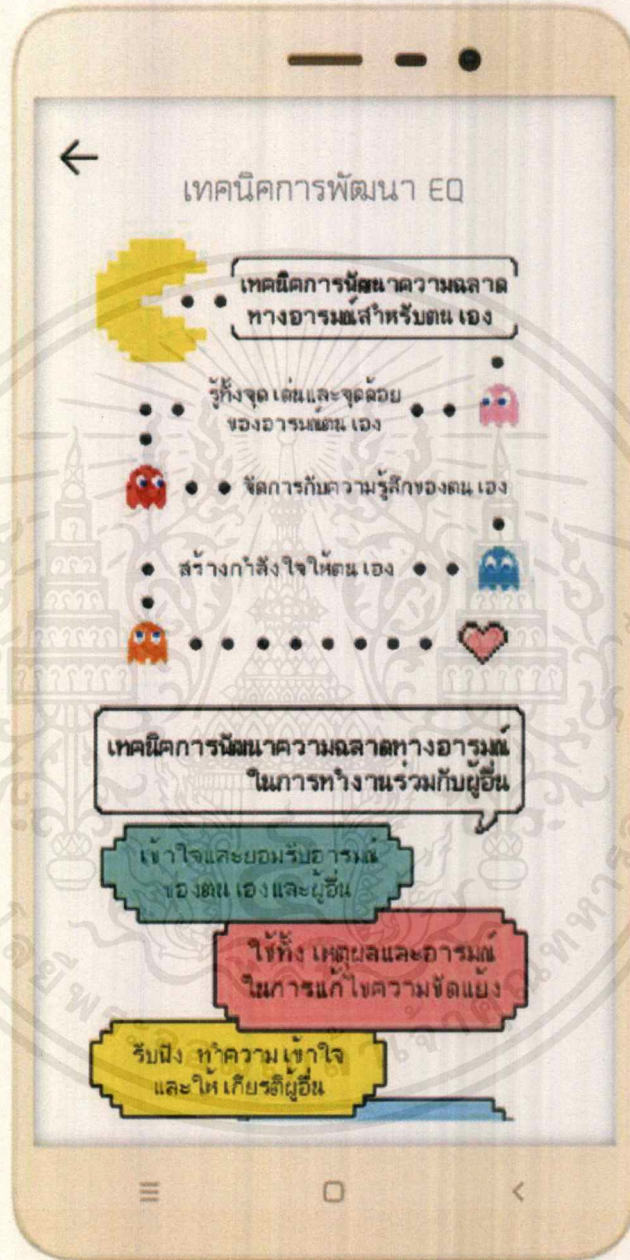 เทคนิคการพัฒนา EQ
เทคนิคการพัฒนาความฉลาด
ทางอารมณ์สำหรับตนเอง
รู้ทั้งจุดเด่นและจุดด้อย
ของอารมณ์ตนเอง
จัดการกับความรู้สึกของตนเอง
สร้างกำลังใจให้ตนเอง
เทคนิคการพัฒนาความฉลาดทางอารมณ์
ในการทำงานร่วมกับผู้อื่น
เข้าใจและยอมรับอารมณ์
ของตนเองและผู้อื่น
ใช้ทั้งเหตุผลและอารมณ์
ในการแก้ไขความขัดแย้ง
รับฟัง ทำความเข้าใจ
และให้เกียรติผู้อื่น